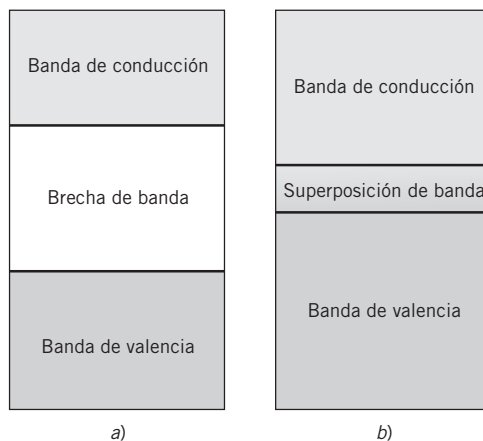 Banda de conducción
Brecha de banda
Banda de valencia
a)
Banda de conducción
Superposición de banda
Banda de valencia
b)